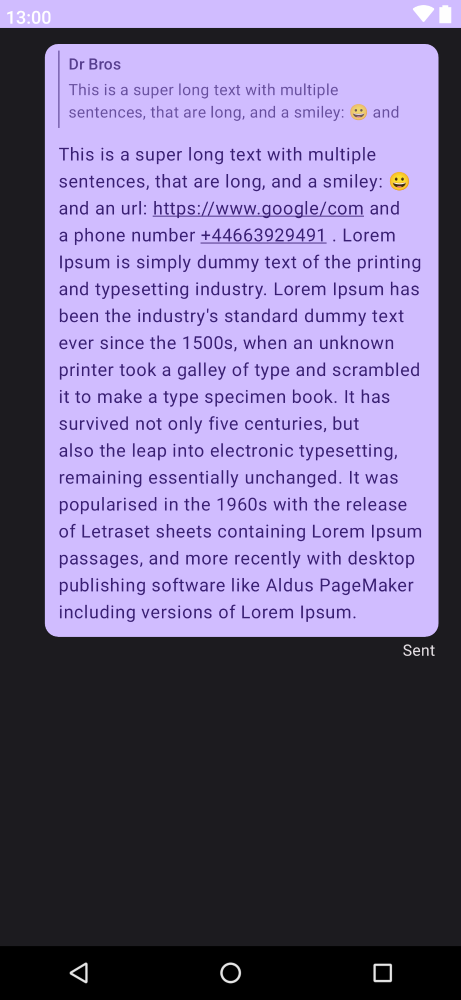 13:00
Dr Bros
This is a super long text with multiple
sentences, that are long, and a smiley: 😀 and
This is a super long text with multiple
sentences, that are long, and a smiley: 😀
and an url: https://www.google/com and
a phone number +44663929491 . Lorem
Ipsum is simply dummy text of the printing
and typesetting industry. Lorem Ipsum has
been the industry's standard dummy text
ever since the 1500s, when an unknown
printer took a galley of type and scrambled
it to make a type specimen book. It has
survived not only five centuries, but
also the leap into electronic typesetting,
remaining essentially unchanged. It was
popularised in the 1960s with the release
of Letraset sheets containing Lorem Ipsum
passages, and more recently with desktop
publishing software like Aldus PageMaker
including versions of Lorem Ipsum.
Sent